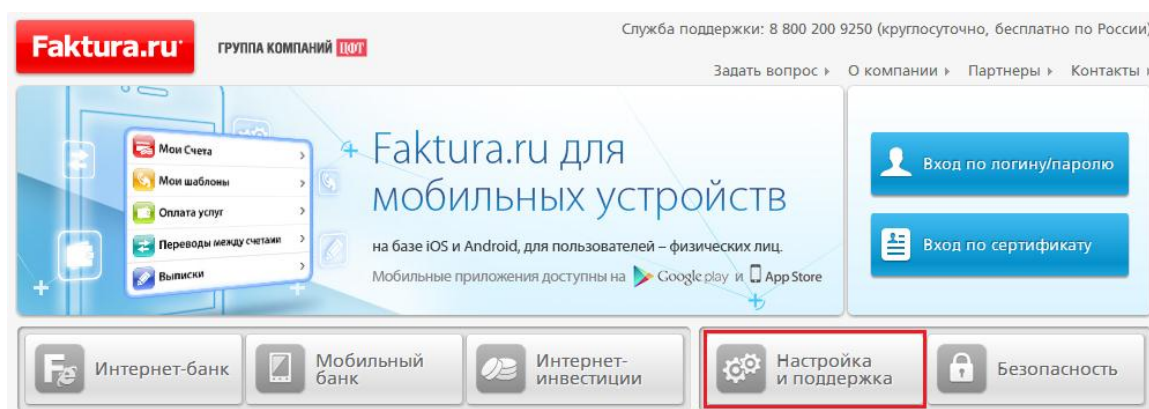 Служба поддержки: 8 800 200 9250 (круглосуточно, бесплатно по России)
Faktura.ru
ГРУППА КОМПАНИЙ ЦФТ
Задать вопрос О компании Партнеры Контакты
Мои Счета
Мои шаблоны
Оплата услуг
Переводы между счетами
Выписки
Faktura.ru для
мобильных устройств
на базе iOS и Android, для пользователей – физических лиц.
Мобильные приложения доступны на Google play и App Store
Вход по логину/паролю
Вход по сертификату
Интернет-банк
Мобильный
банк
Интернет-
инвестиции
Настройка
и поддержка
Безопасность